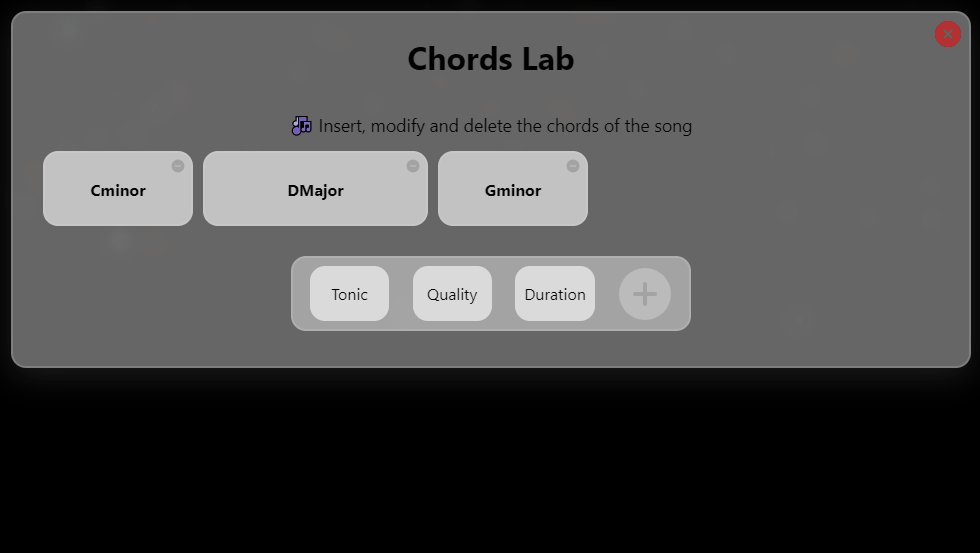 Chords Lab
Insert, modify and delete the chords of the song
Cminor DMajor Gminor
Tonic Quality Duration